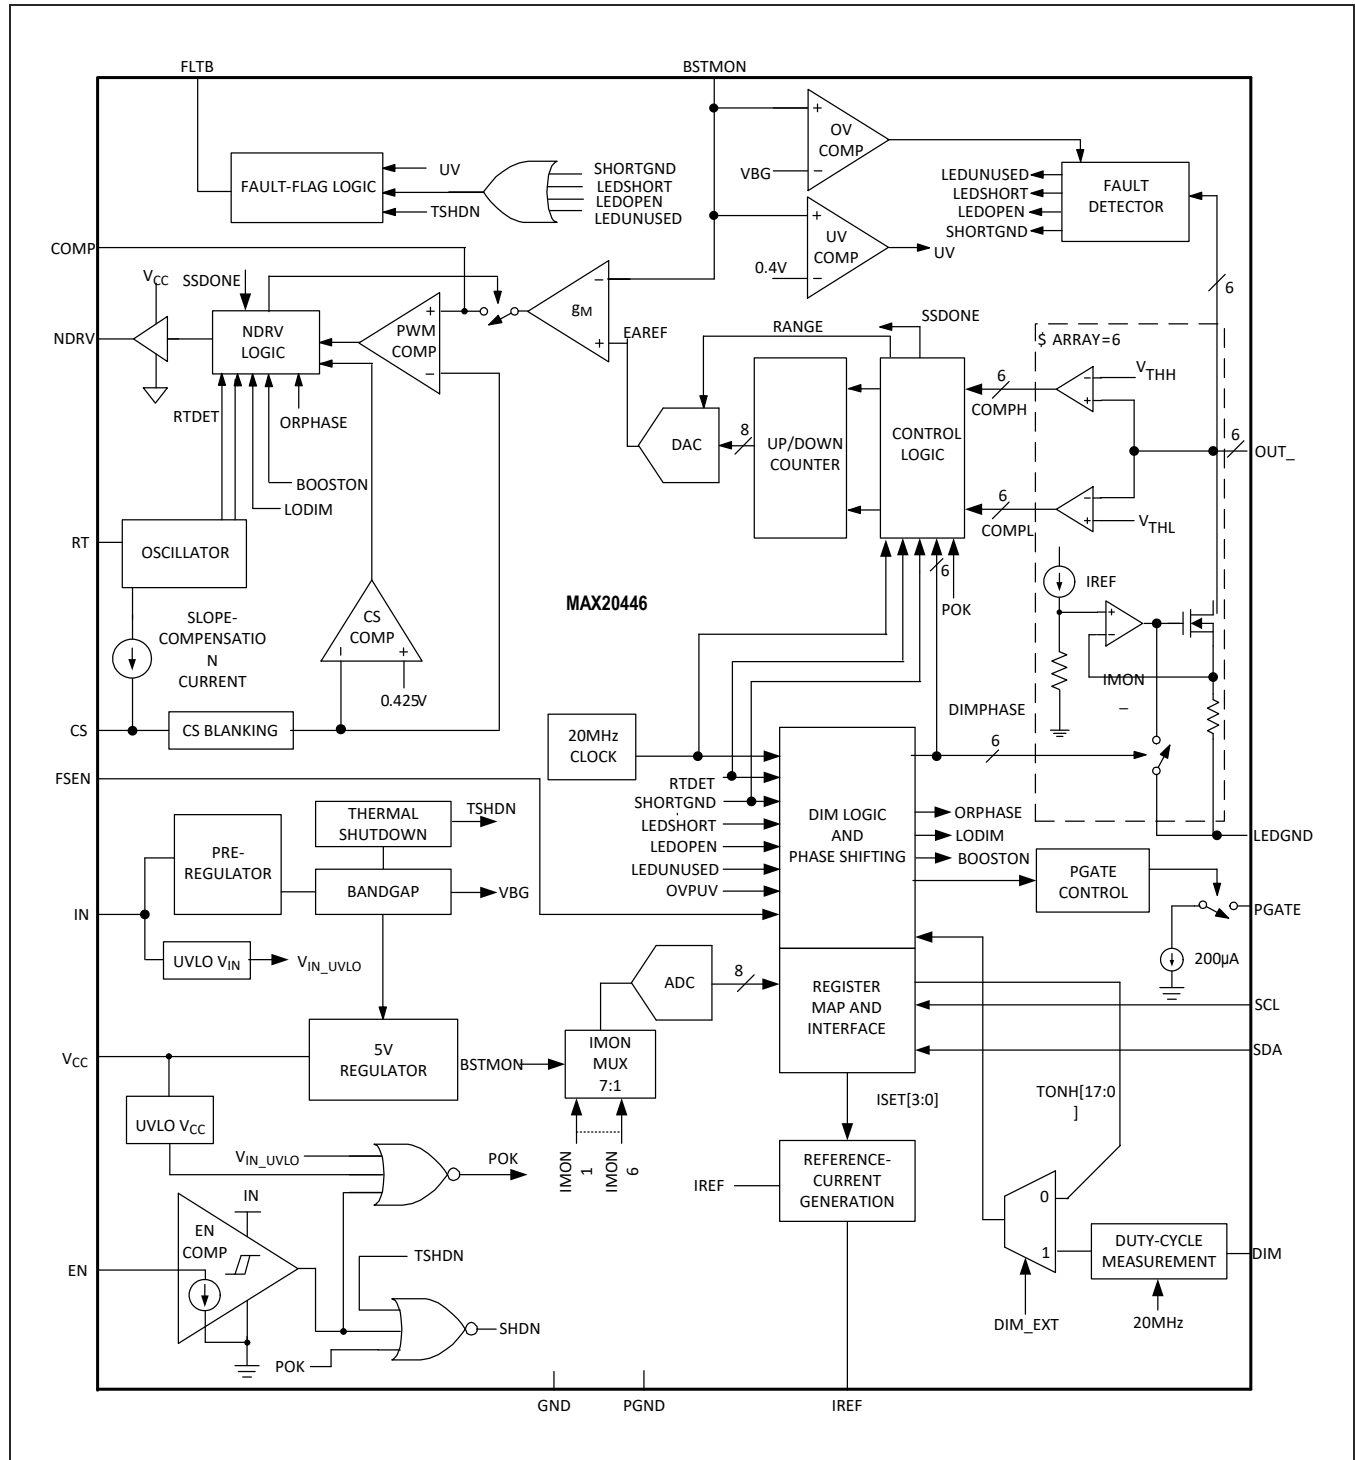 FLTB
BSTMON
OV
COMP
VBG
FAULT-FLAG LOGIC
UV
TSHDN
SHORTGND
LEDSHORT
LEDOPEN
LEDUNUSED
LEDUNUSED
LEDSHORT
LEDOPEN
SHORTGND
FAULT
DETECTOR
UV
COMP
0.4V
UV
COMP
VCC
SSDONE
NDRV
NDRV
LOGIC
PWM
COMP
gM
EAREF
RANGE
SSDONE
6
$ ARRAY=6
VTHH
6
COMPH
RTDET
ORPHASE
DAC
8
UP/DOWN
COUNTER
CONTROL
LOGIC
6
OUT_
BOOSTON
LODIM
6
COMPL
VTHL
RT
OSCILLATOR
6
POK
IREF
SLOPE-
COMPENSATIO
N
CURRENT
CS
COMP
0.425V
MAX20446
IMON
_
CS
CS BLANKING
20MHz
CLOCK
DIMPHASE
6
FSEN
RTDET
SHORTGND
LEDSHORT
LEDOPEN
LEDUNUSED
OVPUV
DIM LOGIC
AND
PHASE SHIFTING
ORPHASE
LODIM
BOOSTON
LEDGND
THERMAL
SHUTDOWN
TSHDN
PRE-
REGULATOR
BANDGAP
VBG
PGATE
CONTROL
PGATE
IN
UVLO VIN
VIN_UVLO
200µA
ADC
8
REGISTER
MAP AND
INTERFACE
SCL
VCC
5V
REGULATOR
BSTMON
IMON
MUX
7:1
SDA
ISET[3:0]
TONH[17:0
]
UVLO VCC
VIN_UVLO
POK
IMON
1
IMON
6
IREF
REFERENCE-
CURRENT
GENERATION
IN
EN
COMP
EN
0
1
DUTY-CYCLE
MEASUREMENT
DIM
TSHDN
SHDN
POK
DIM_EXT
20MHz
GND
PGND
IREF